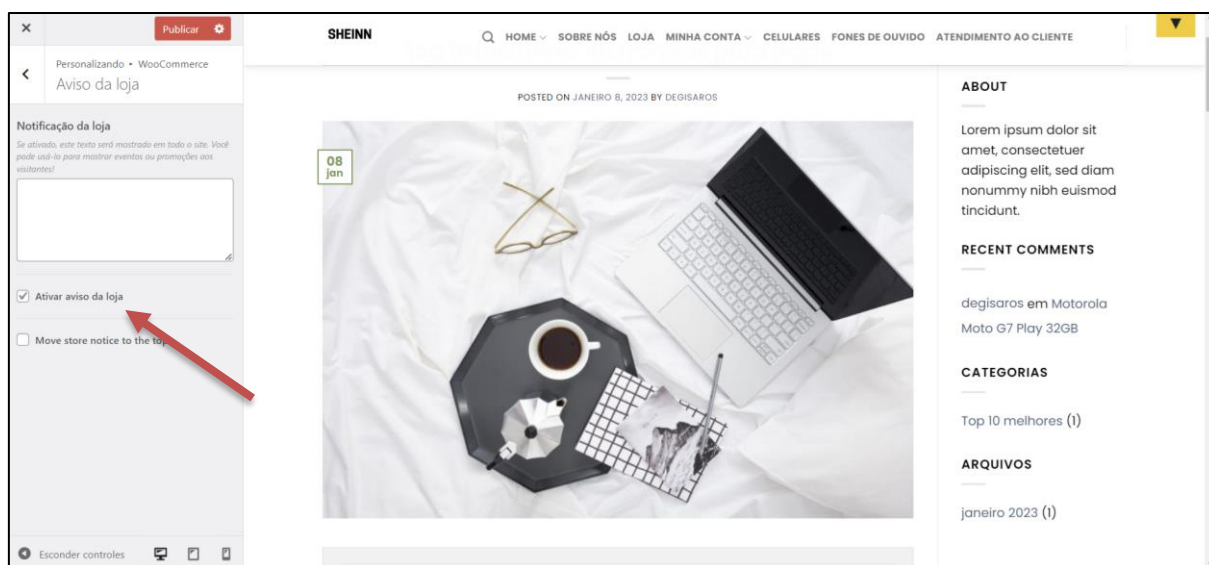 Publicar
Personalizando • WooCommerce
Aviso da loja
Notificação da loja
Se ativado, este texto será mostrado em todo o site. Você
pode usá-lo para mostrar eventos ou promoções aos
visitantes!
Ativar aviso da loja
Move store notice to the top
Esconder controles
SHEINN
HOME SOBRE NÓS LOJA MINHA CONTA CELULARES FONES DE OUVIDO ATENDIMENTO AO CLIENTE
POSTED ON JANEIRO 8, 2023 BY DEGISAROS
08
jan
ABOUT
Lorem ipsum dolor sit
amet, consectetuer
adipiscing elit, sed diam
nonummy nibh euismod
tincidunt.
RECENT COMMENTS
degisaros em Motorola
Moto G7 Play 32GB
CATEGORIAS
Top 10 melhores (1)
ARQUIVOS
janeiro 2023 (1)